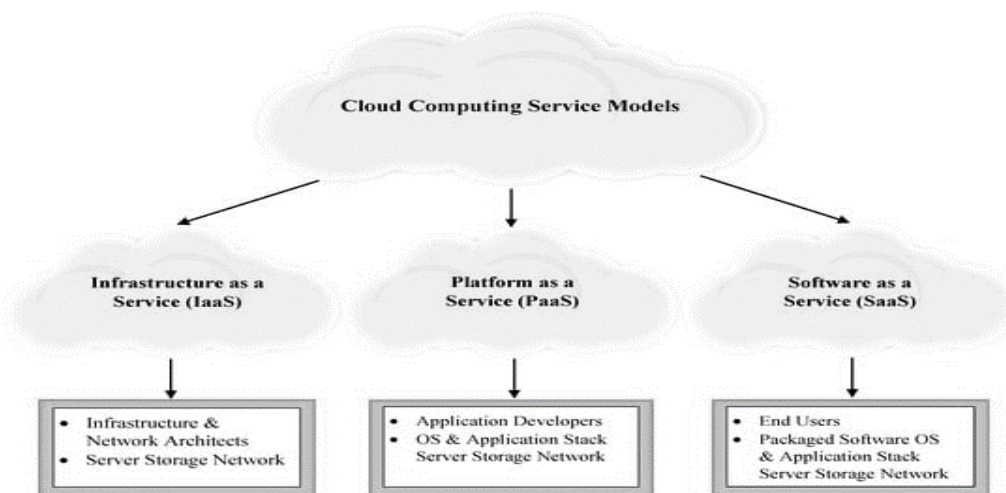 Cloud Computing Service Models
Infrastructure as a
Service (IaaS)
Platform as a
Service (PaaS)
Software as a
Service (SaaS)
• Infrastructure &
Network Architects
• Server Storage Network
• Application Developers
• OS & Application Stack
Server Storage Network
• End Users
• Packaged Software OS
& Application Stack
Server Storage Network